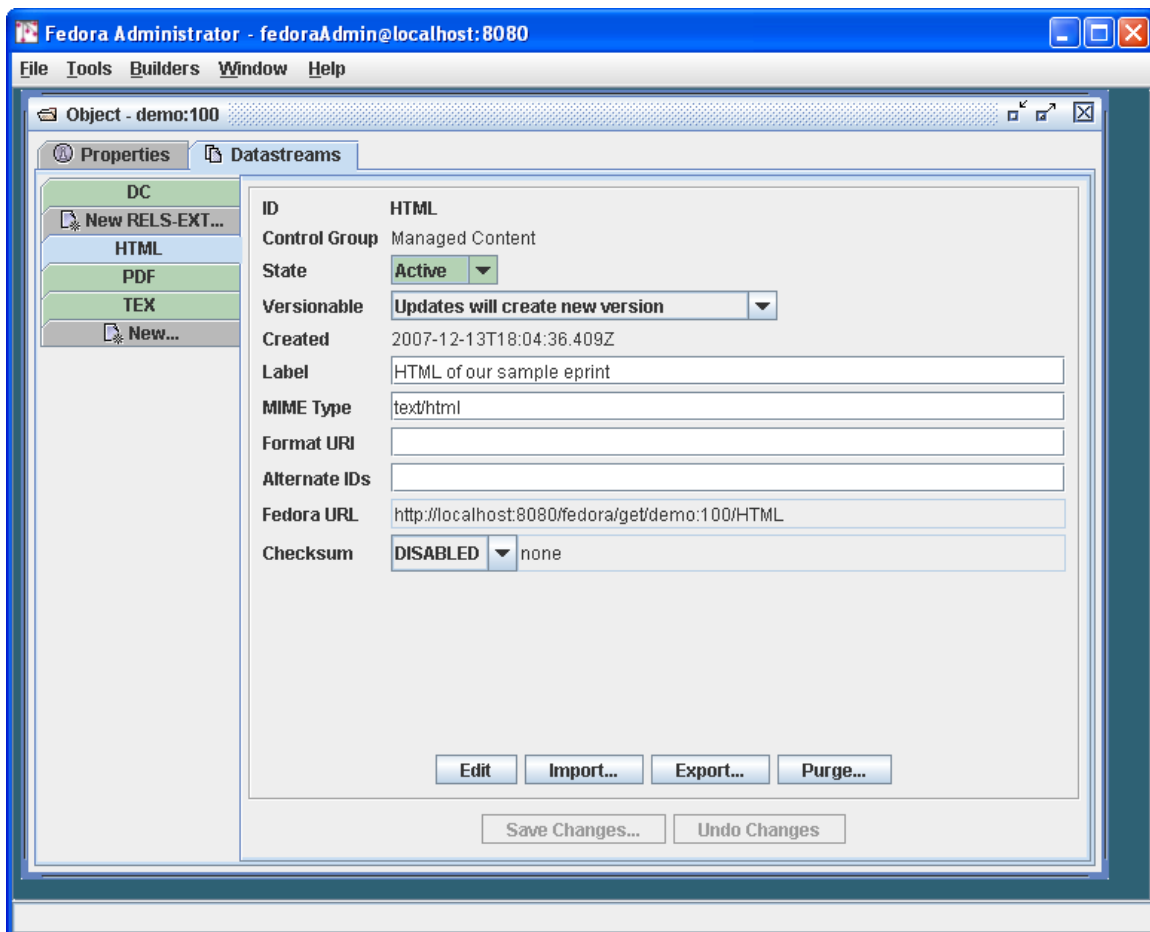 Fedora Administrator - fedoraAdmin@localhost:8080
File Tools Builders Window Help
Object - demo:100
Properties Datastreams
DC
New RELS-EXT...
HTML
PDF
TEX
New...
ID HTML
Control Group Managed Content
State Active
Versionable Updates will create new version
Created 2007-12-13T18:04:36.409Z
Label HTML of our sample eprint
MIME Type text/html
Format URI
Alternate IDs
Fedora URL http://localhost:8080/fedora/get/demo:100/HTML
Checksum DISABLED none
Edit Import... Export... Purge...
Save Changes... Undo Changes